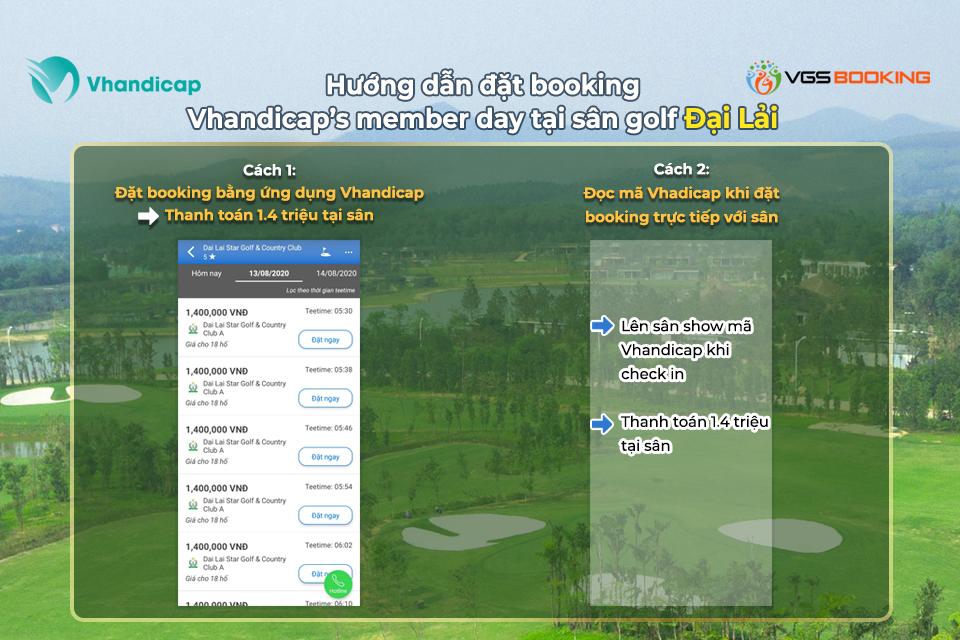 Vhandicap
VGS BOOKING
Hướng dẫn đặt booking
Vhandicap's member day tại sân golf Đại Lải
Cách 1:
Đặt booking bằng ứng dụng Vhandicap
Thanh toán 1.4 triệu tại sân
Dai Lai Star Golf & Country Club
5
Hôm nay 13/08/2020 14/08/2020
Lọc theo thời gian teetime
1,400,000 VNĐ Teetime: 05:30
Dai Lai Star Golf & Country
Club A
Đặt ngay
Giá cho 18 hố
1,400,000 VNĐ Teetime: 05:38
Dai Lai Star Golf & Country
Club A
Đặt ngay
Giá cho 18 hố
1,400,000 VNĐ Teetime: 05:46
Dai Lai Star Golf & Country
Club A
Đặt ngay
Giá cho 18 hố
1,400,000 VNĐ Teetime: 05:54
Dai Lai Star Golf & Country
Club A
Đặt ngay
Giá cho 18 hố
1,400,000 VNĐ Teetime: 06:02
Dai Lai Star Golf & Country
Club A
Đặt
Giá cho 18 hố
Hotline
1,400,000 VNĐ Teetime: 06:10
Cách 2:
Đọc mã Vhadicap khi đặt
booking trực tiếp với sân
Lên sân show mã
Vhandicap khi
check in
Thanh toán 1.4 triệu
tại sân